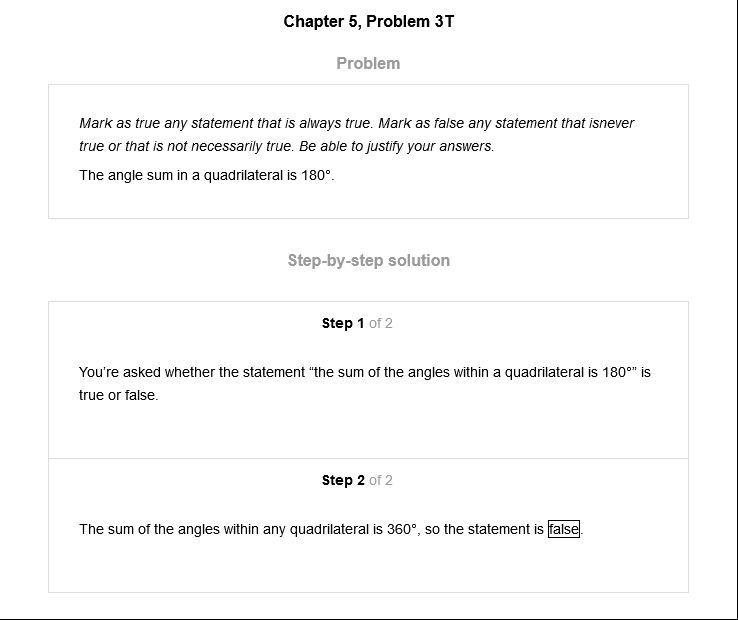 Chapter 5, Problem 3T
Problem
Mark as true any statement that is always true. Mark as false any statement that isnever
true or that is not necessarily true. Be able to justify your answers.
The angle sum in a quadrilateral is 180°.
Step-by-step solution
Step 1 of 2
You’re asked whether the statement “the sum of the angles within a quadrilateral is 180°” is
true or false.
Step 2 of 2
The sum of the angles within any quadrilateral is 360°, so the statement is false.